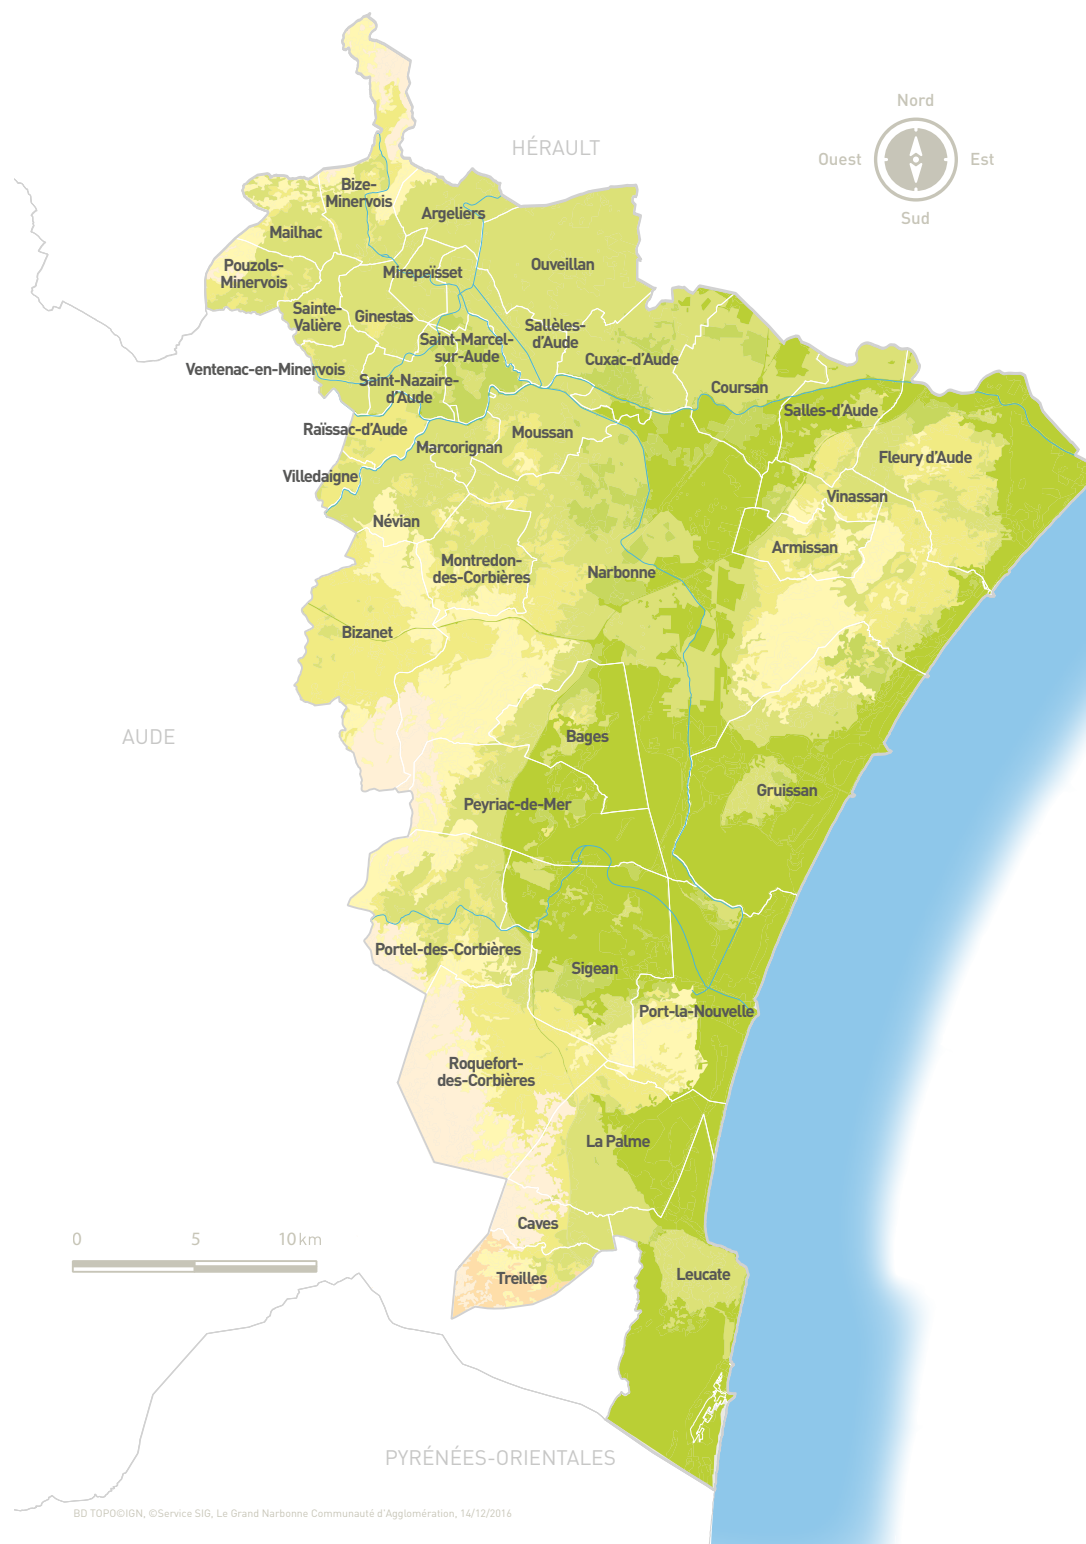 Nord
HÉRAULT
Ouest
Est
Bize-
Minervois
Argeliers
Sud
Mailhac
Pouzols-
Minervois
Mirepeïsset
Ouveillan
Sainte-
Valière
Ginestas
Saint-Marcel-
sur-Aude
Sallèles-
d'Aude
Cuxac-d'Aude
Ventenac-en-Minervois
Saint-Nazaire-
d'Aude
Coursan
Salles-d'Aude
Raïssac-d'Aude
Marcorignan
Moussan
Fleury d'Aude
Villedaigne
Vinassan
Névian
Armissan
Montredon-
des-Corbières
Narbonne
Bizanet
AUDE
Bages
Gruissan
Peyriac-de-Mer
Portel-des-Corbières
Sigean
Port-la-Nouvelle
Roquefort-
des-Corbières
La Palme
Caves
0 5 10 km
Treilles
Leucate
PYRÉNÉES-ORIENTALES
BD TOPO©IGN, ©Service SIG, Le Grand Narbonne Communauté d'Agglomération, 14/12/2016